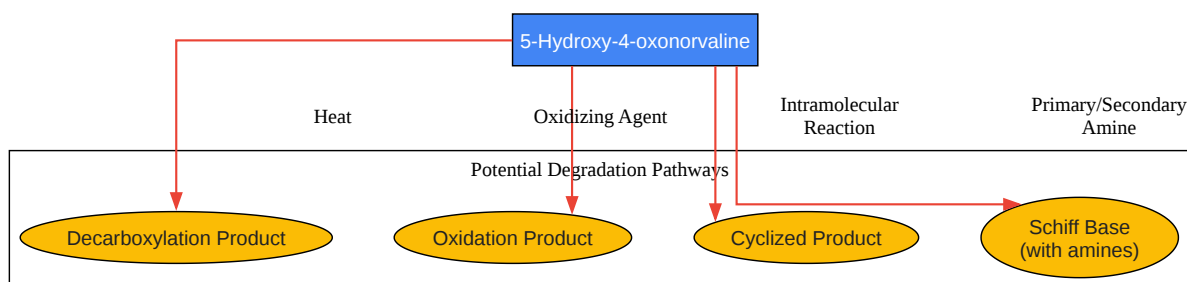 5-Hydroxy-4-oxonorvaline
Heat
Oxidizing Agent
Intramolecular
Reaction
Primary/Secondary
Amine
Potential Degradation Pathways
Decarboxylation Product
Oxidation Product
Cyclized Product
Schiff Base
(with amines)